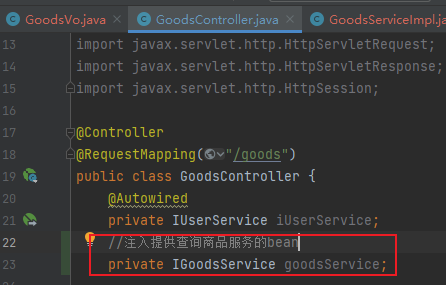 GoodsVo.java GoodsController.java GoodsServiceImpl.java
13 import javax.servlet.http.HttpServletRequest;
14 import javax.servlet.http.HttpServletResponse;
15 import javax.servlet.http.HttpSession;
16
17 @Controller
18 @RequestMapping("/goods")
19 public class GoodsController {
20 @Autowired
21 private IUserService iUserService;
22 //注入提供查询商品服务的bean
23 private IGoodsService goodsService;